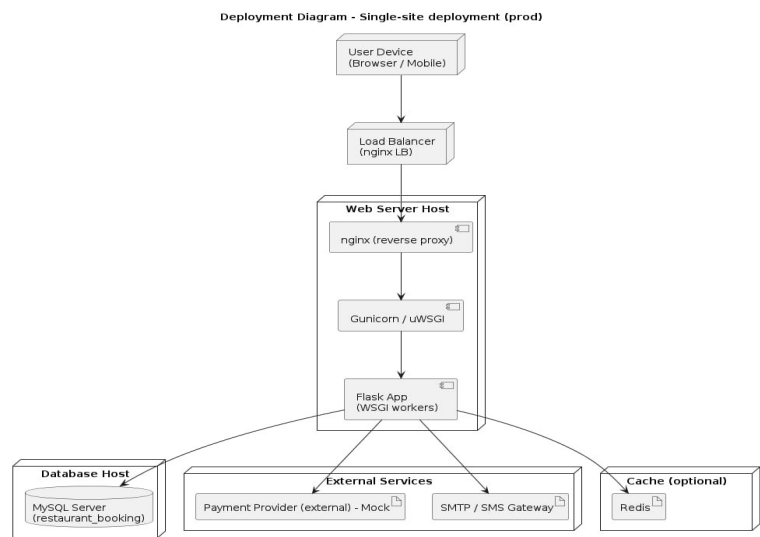 Deployment Diagram - Single-site deployment (prod)
User Device
(Browser / Mobile)
Load Balancer
(nginx LB)
Web Server Host
nginx (reverse proxy)
Gunicorn / uWSGI
Flask App
(WSGI workers)
Database Host
MySQL Server
(restaurant_booking)
External Services
Payment Provider (external) - Mock
SMTP / SMS Gateway
Cache (optional)
Redis